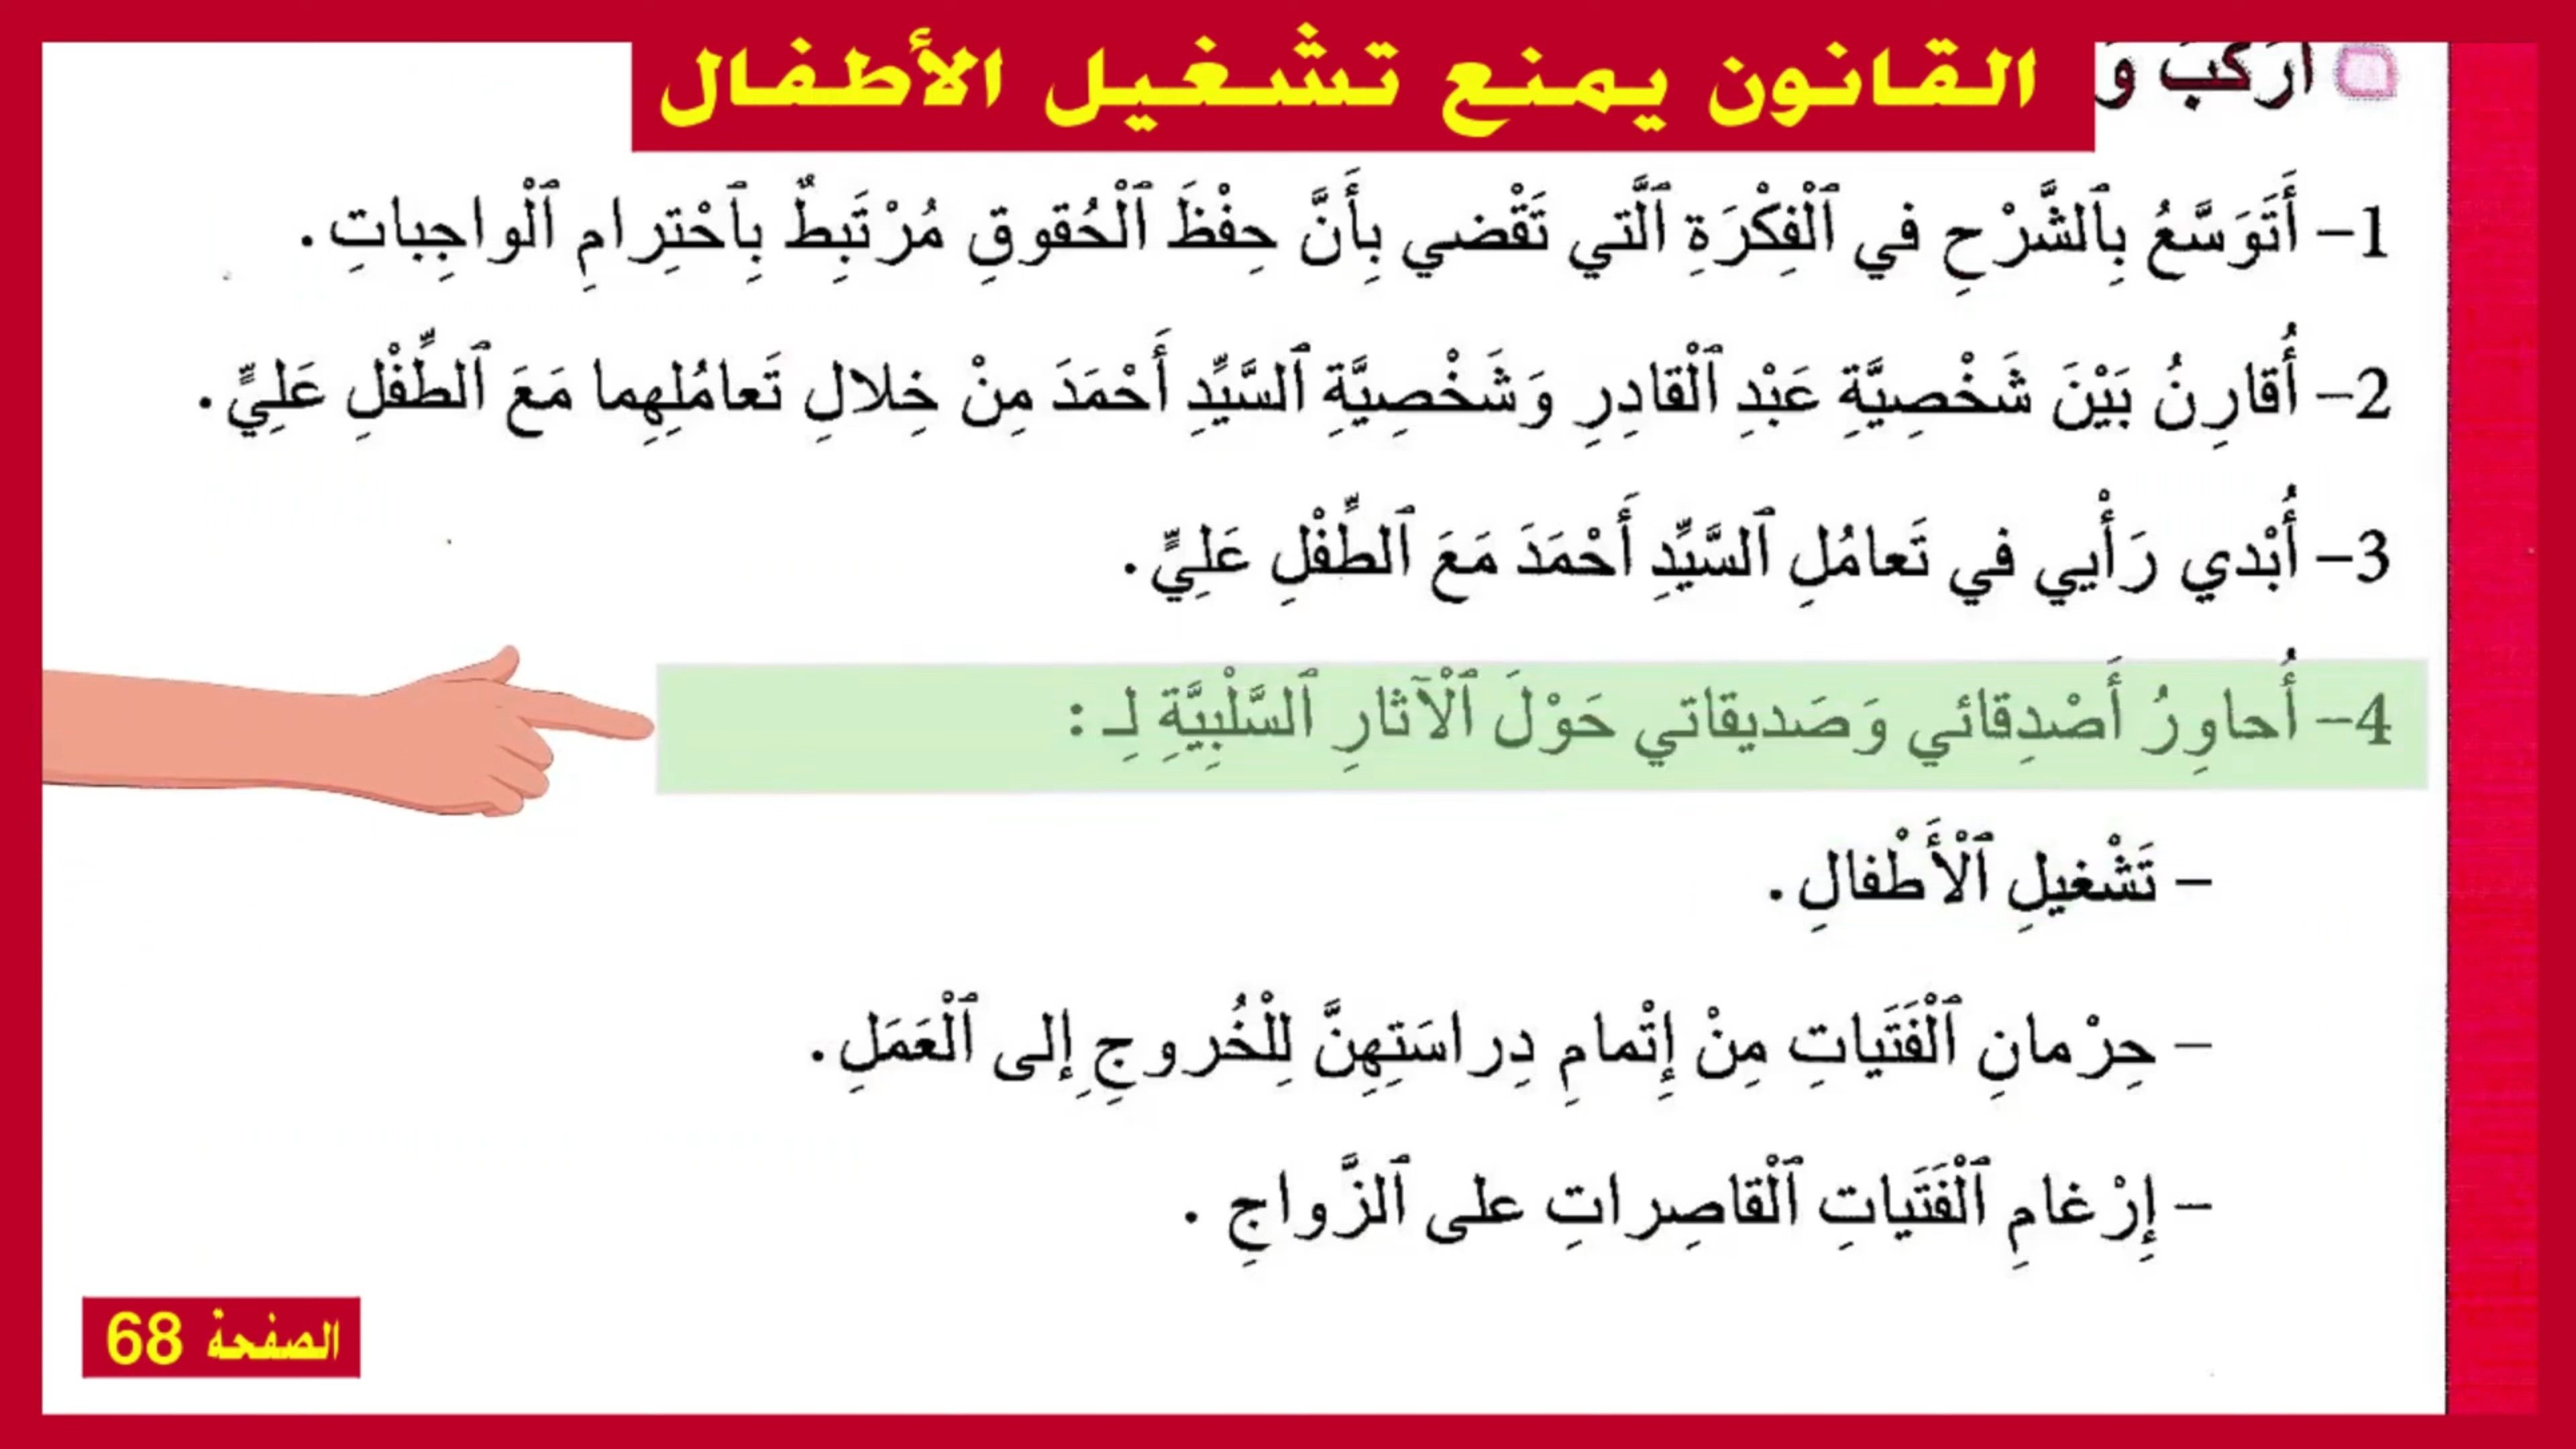 القانون يمنع تشغيل الأطفال
أركب و
1- أَتَوَسَّعُ بِٱلشَّرْحِ في ٱلْفِكْرَةِ ٱلَّتي تَقْضي بِأَنَّ حِفْظَ ٱلْحُقوقِ مُرْتَبِطٌ بِٱحْتِرامِ ٱلْواجِباتِ .
2- أُقارِنُ بَيْنَ شَخْصِيَّةِ عَبْدِ ٱلْقادِرِ وَشَخْصِيَّةِ ٱلسَّيِّدِ أَحْمَدَ مِنْ خِلالِ تَعامُلِهِما مَعَ ٱلطِّفْلِ عَلِيٍّ .
3- أُبْدي رَأْيي في تَعامُلِ ٱلسَّيِّدِ أَحْمَدَ مَعَ ٱلطِّفْلِ عَلِيٍّ .
4- أُحاوِرُ أَصْدِقائي وَصَديقاتي حَوْلَ ٱلْآثارِ ٱلسَّلْبِيَّةِ لِـ :
– تَشْغيلِ ٱلْأَطْفالِ .
– حِرْمانِ ٱلْفَتَياتِ مِنْ إِتْمامِ دِراسَتِهِنَّ لِلْخُروجِ إِلى ٱلْعَمَلِ .
– إِرْغامِ ٱلْفَتَياتِ ٱلْقاصِراتِ على ٱلزَّواجِ .
الصفحة 68